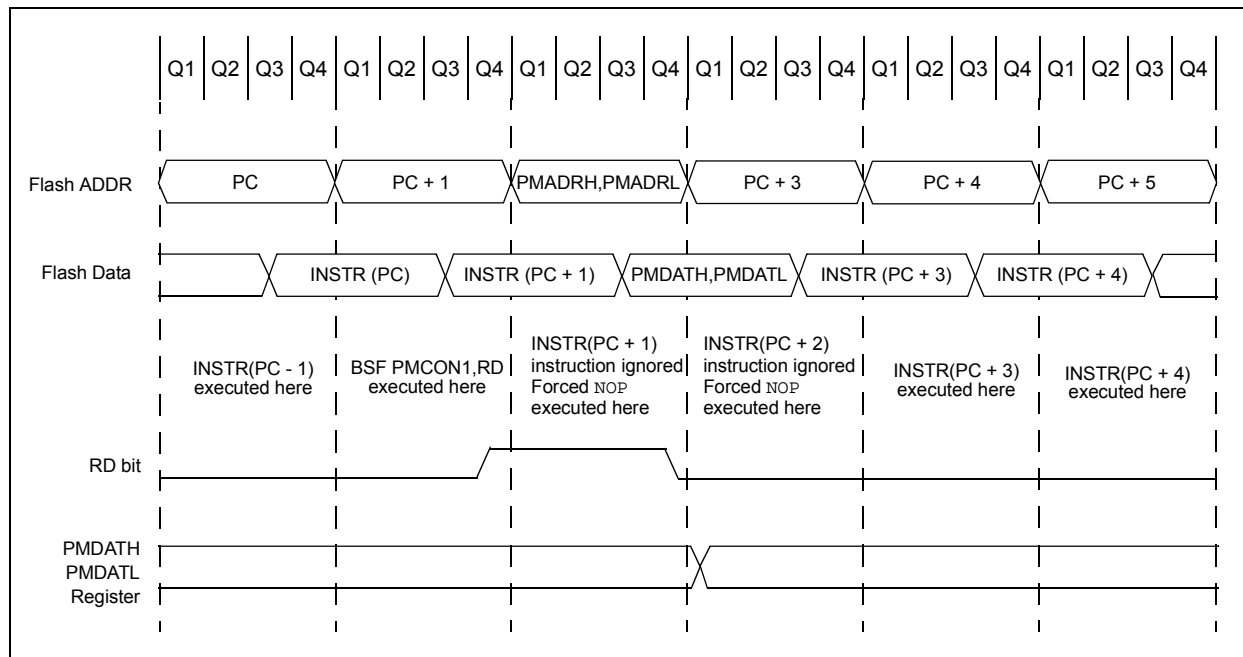 Q1 Q2 Q3 Q4 Q1 Q2 Q3 Q4 Q1 Q2 Q3 Q4 Q1 Q2 Q3 Q4 Q1 Q2 Q3 Q4 Q1 Q2 Q3 Q4
Flash ADDR
PC
PC + 1
PMADRH,PMADRL
PC + 3
PC + 4
PC + 5
Flash Data
INSTR (PC)
INSTR (PC + 1)
PMDATH,PMDATL
INSTR (PC + 3)
INSTR (PC + 4)
INSTR(PC - 1)
executed here
BSF PMCON1,RD
executed here
INSTR(PC + 1)
instruction ignored
Forced NOP
executed here
INSTR(PC + 2)
instruction ignored
Forced NOP
executed here
INSTR(PC + 3)
executed here
INSTR(PC + 4)
executed here
RD bit
PMDATH
PMDATL
Register